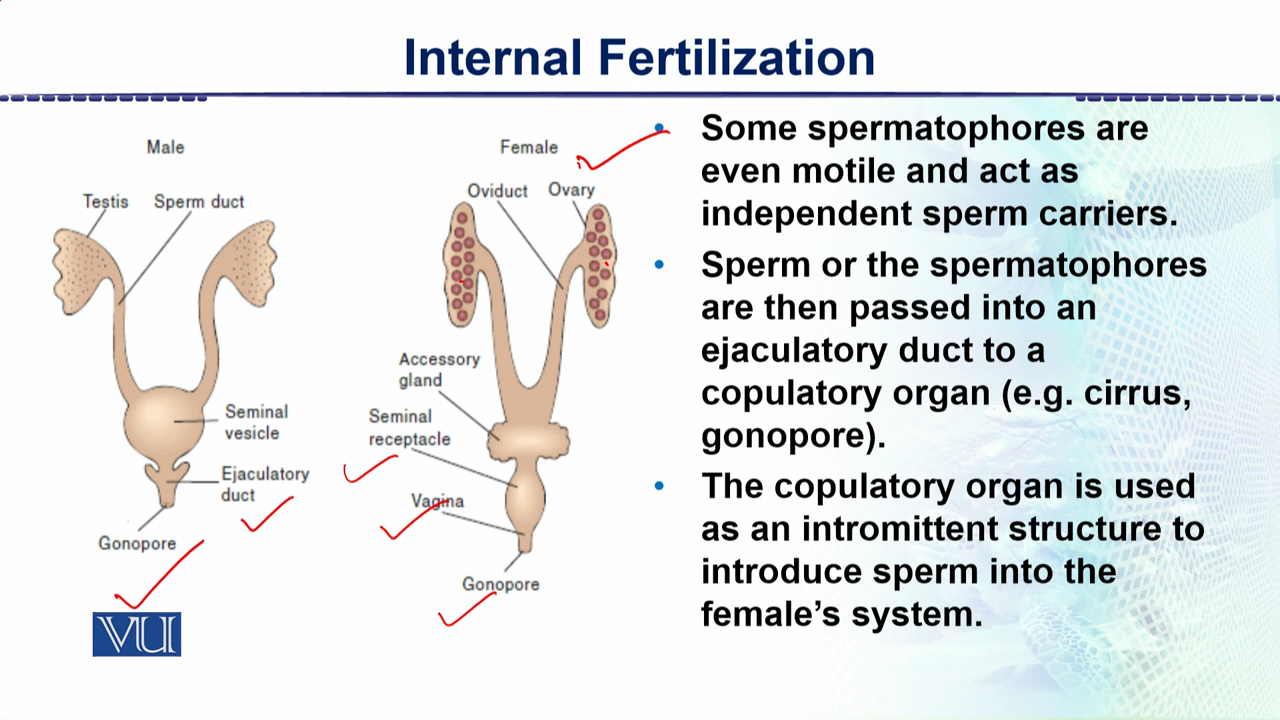 Internal Fertilization
Male
Testis
Sperm duct
Seminal
vesicle
Ejaculatory
duct
Gonopore
Female
Oviduct
Ovary
Accessory
gland
Seminal
receptacle
Vagina
Gonopore
VU
• Some spermatophores are
even motile and act as
independent sperm carriers.
• Sperm or the spermatophores
are then passed into an
ejaculatory duct to a
copulatory organ (e.g. cirrus,
gonopore).
• The copulatory organ is used
as an intromittent structure to
introduce sperm into the
female’s system.